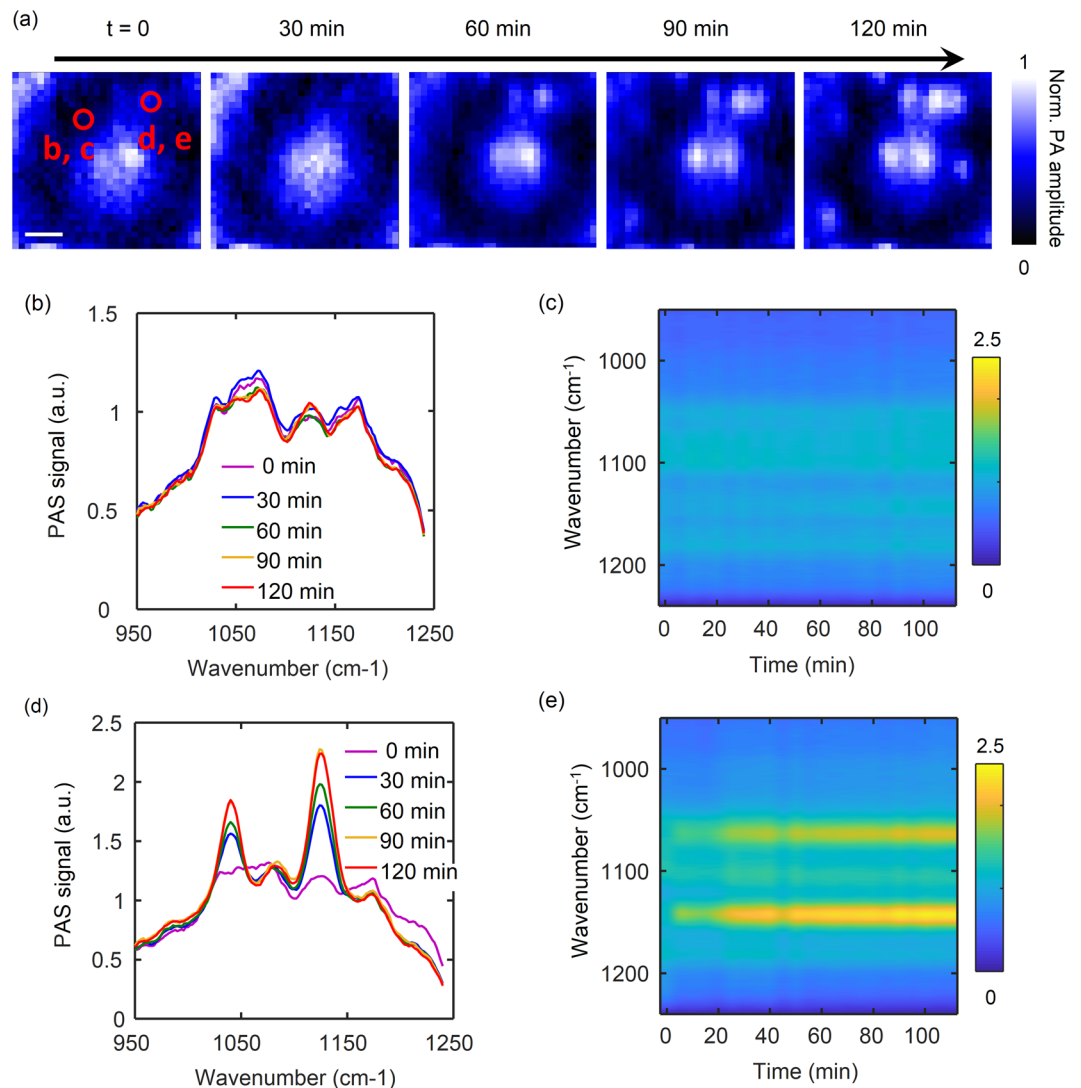 (a)
t = 0
30 min
60 min
90 min
120 min
b, c
d, e
1
Norm. PA amplitude
0
(b)
1.5
1
0.5
0
PAS signal (a.u.)
0 min
30 min
60 min
90 min
120 min
950
1050
1150
1250
Wavenumber (cm-1)
(c)
1000
1100
1200
Wavenumber (cm-1)
0
20
40
60
80
100
Time (min)
2.5
0
(d)
2.5
2
1.5
1
0.5
0
PAS signal (a.u.)
0 min
30 min
60 min
90 min
120 min
950
1050
1150
1250
Wavenumber (cm-1)
(e)
1000
1100
1200
Wavenumber (cm-1)
0
20
40
60
80
100
Time (min)
2.5
0